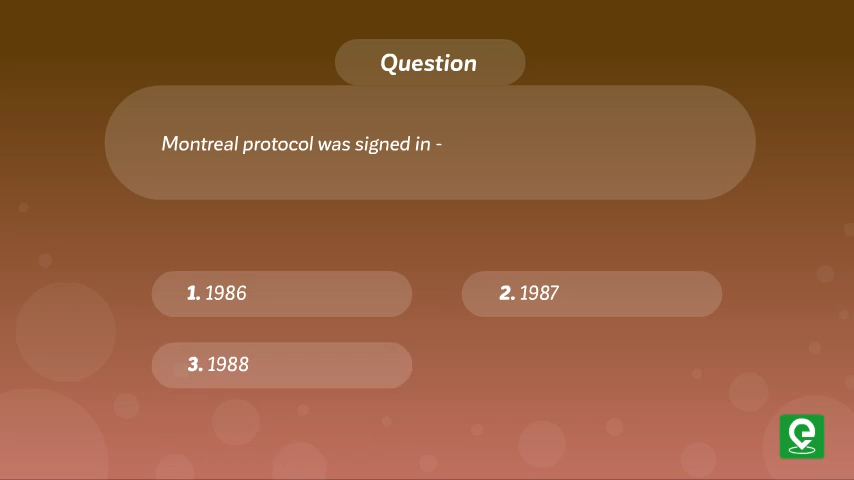 Question
Montreal protocol was signed in -
1. 1986
2. 1987
3. 1988